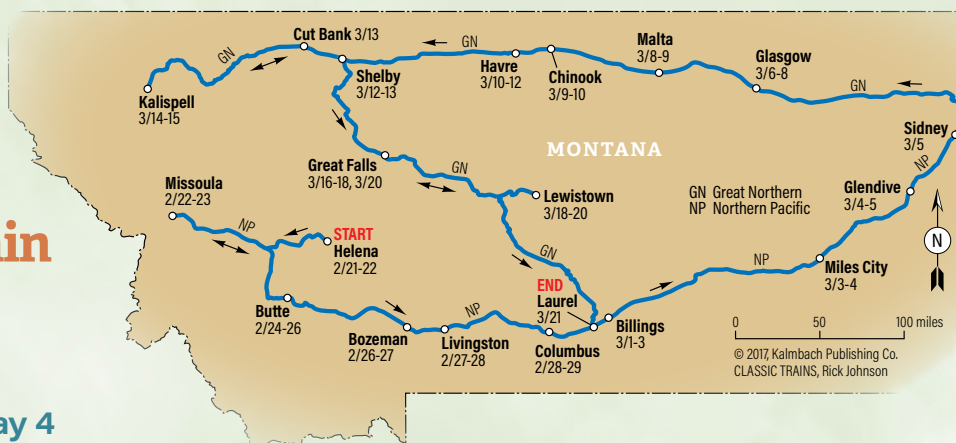 GN
Cut Bank 3/13
GN
Malta
3/8-9
Glasgow
3/6-8
Havre
3/10-12
Chinook
3/9-10
Shelby
3/12-13
Kalispell
3/14-15
GN
Sidney
3/5
MONTANA
NP
Great Falls
3/16-18, 3/20
GN
Missoula
2/22-23
Lewistown
3/18-20
GN Great Northern
NP Northern Pacific
Glendive
3/4-5
NP
START
Helena
2/21-22
N
ain
GN
NP
Miles City
3/3-4
END
Laurel
3/21
Butte
2/24-26
NP
Billings
3/1-3
Bozeman
2/26-27
Livingston
2/27-28
Columbus
2/28-29
0 50 100 miles
© 2017, Kalmbach Publishing Co.
CLASSIC TRAINS, Rick Johnson
ay 4